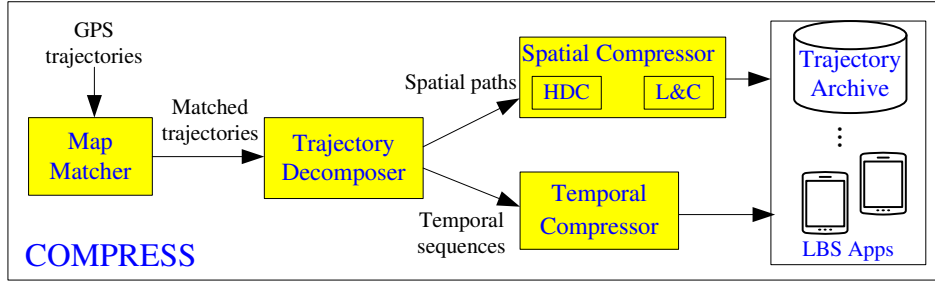 GPS
trajectories
Map
Matcher
Matched
trajectories
Trajectory
Decomposer
Spatial paths
Spatial Compressor
HDC
L&C
Temporal
sequences
Temporal
Compressor
Trajectory
Archive
LBS Apps
COMPRESS